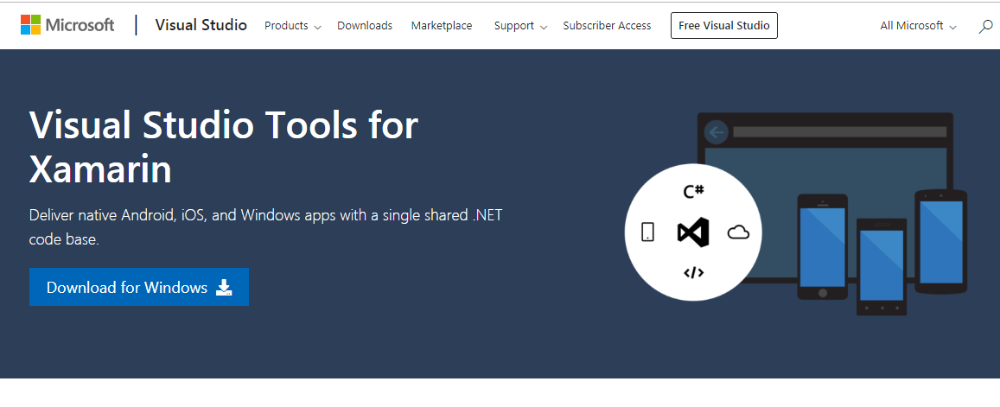 Microsoft Visual Studio Products Downloads Marketplace Support Subscriber Access Free Visual Studio All Microsoft
Visual Studio Tools for
Xamarin
Deliver native Android, iOS, and Windows apps with a single shared .NET
code base.
Download for Windows
C#
</>